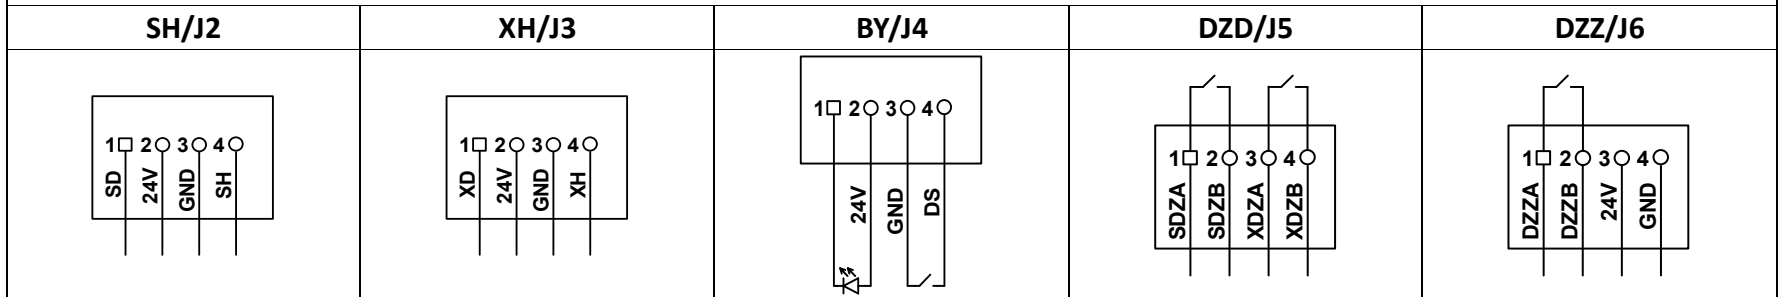 SH/J2 XH/J3 BY/J4 DZD/J5 DZZ/J6
1 2 3 4
SD 24V GND SH
1 2 3 4
XD 24V GND XH
1 2 3 4
24V GND DS
1 2 3 4
SDZA SDZB XDZA XDZB
1 2 3 4
DZZA DZZB 24V GND